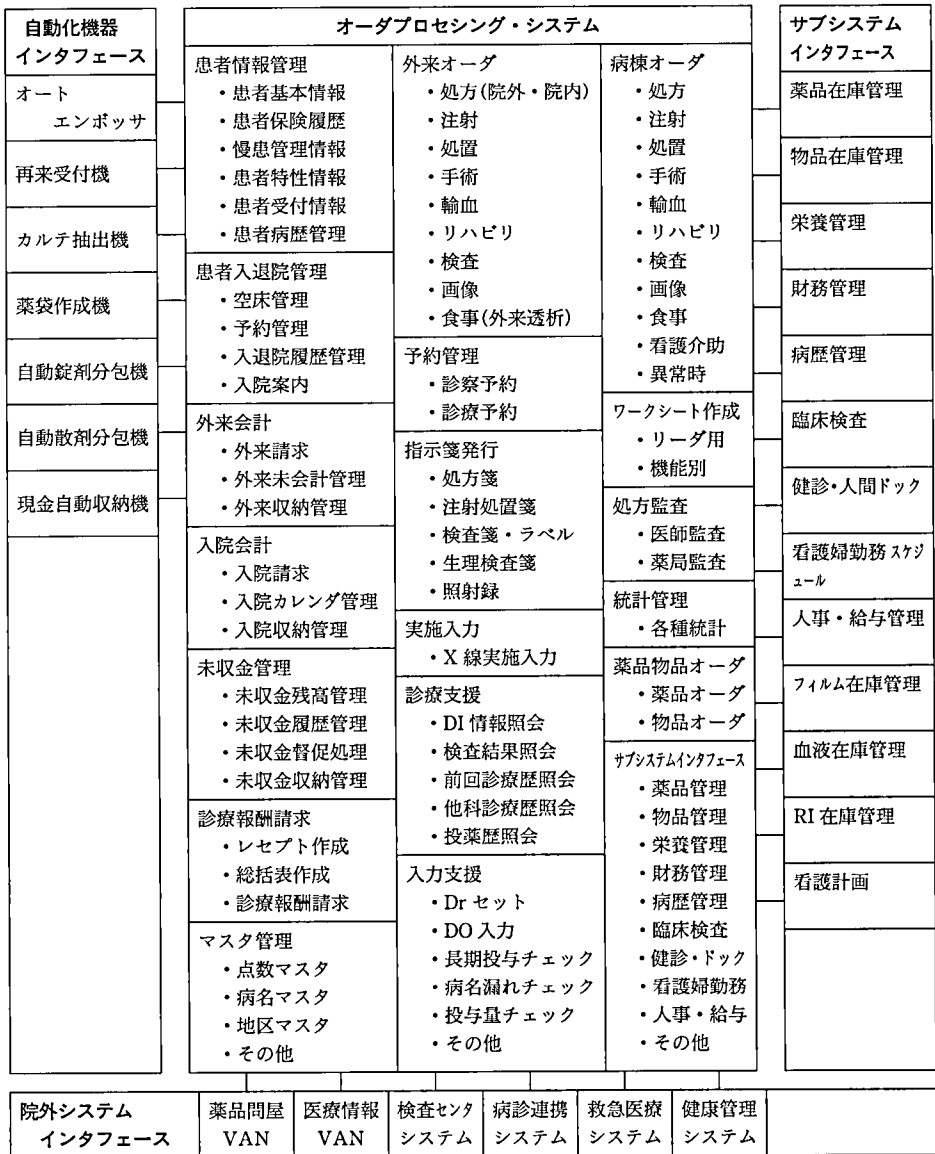 自動化機器
インタフェース
オート
エンボッサ
再来受付機
カルテ抽出機
薬袋作成機
自動錠剤分包機
自動散剤分包機
現金自動収納機
オーダプロセシング・システム
患者情報管理
・患者基本情報
・患者保険履歴
・慢患管理情報
・患者特性情報
・患者受付情報
・患者病歴管理
患者入退院管理
・空床管理
・予約管理
・入退院履歴管理
・入院案内
外来会計
・外来請求
・外来未会計管理
・外来収納管理
入院会計
・入院請求
・入院カレンダ管理
・入院収納管理
未収金管理
・未収金残高管理
・未収金履歴管理
・未収金督促処理
・未収金収納管理
診療報酬請求
・レセプト作成
・総括表作成
・診療報酬請求
マスタ管理
・点数マスタ
・病名マスタ
・地区マスタ
・その他
外来オーダ
・処方(院外・院内)
・注射
・処置
・手術
・輸血
・リハビリ
・検査
・画像
・食事(外来透析)
予約管理
・診察予約
・診療予約
指示箋発行
・処方箋
・注射処置箋
・検査箋・ラベル
・生理検査箋
・照射録
実施入力
・X 線実施入力
診療支援
・DI 情報照会
・検査結果照会
・前回診療歴照会
・他科診療歴照会
・投薬歴照会
入力支援
・Dr セット
・DO 入力
・長期投与チェック
・病名漏れチェック
・投与量チェック
・その他
病棟オーダ
・処方
・注射
・処置
・手術
・輸血
・リハビリ
・検査
・画像
・食事
・看護介助
・異常時
ワークシート作成
・リーダ用
・機能別
処方監査
・医師監査
・薬局監査
統計管理
・各種統計
薬品物品オーダ
・薬品オーダ
・物品オーダ
サブシステムインタフェース
・薬品管理
・物品管理
・栄養管理
・財務管理
・病歴管理
・臨床検査
・健診・ドック
・看護婦勤務
・人事・給与
・その他
サブシステム
インタフェース
薬品在庫管理
物品在庫管理
栄養管理
財務管理
病歴管理
臨床検査
健診・人間ドック
看護婦勤務 スケジ
ュール
人事・給与管理
フィルム在庫管理
血液在庫管理
RI 在庫管理
看護計画
院外システム
インタフェース
薬品問屋
VAN
医療情報
VAN
検査センタ
システム
病診連携
システム
救急医療
システム
健康管理
システム